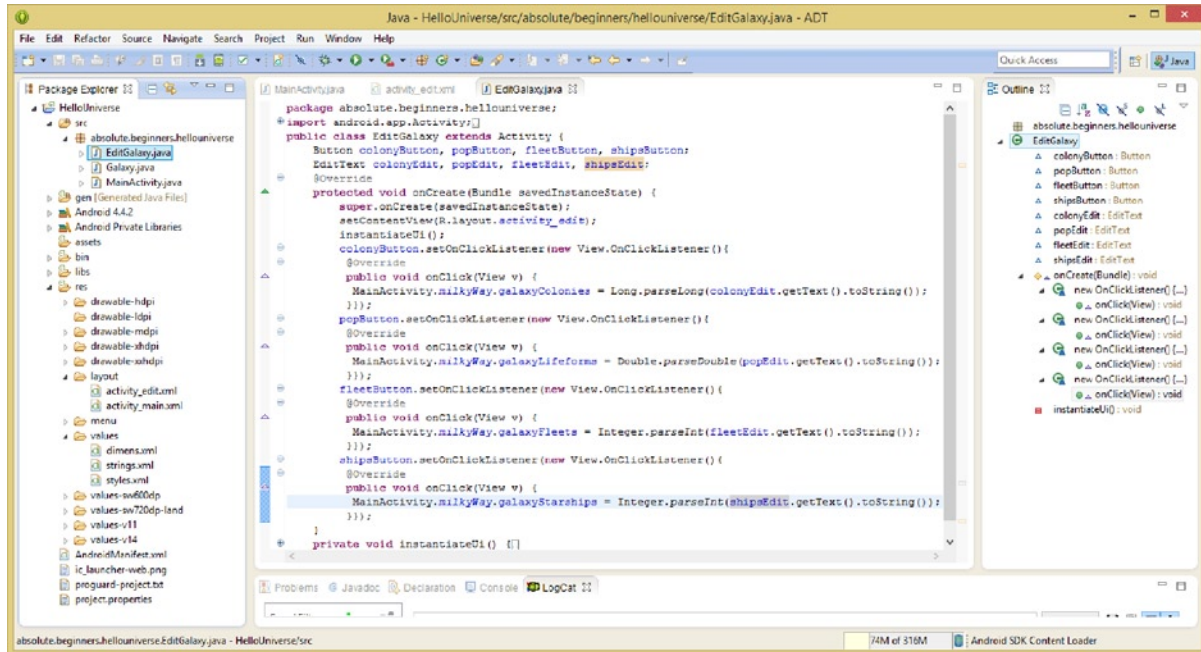 Java - HelloUniverse/src/absolute/beginners/hellouniverse/EditGalaxy.java - ADT
File Edit Refactor Source Navigate Search Project Run Window Help
Quick Access
Java
Package Explorer
HelloUniverse
src
absolute.beginners.hellouniverse
EditGalaxy.java
Galaxy.java
MainActivity.java
gen [Generated Java Files]
Android 4.4.2
Android Private Libraries
assets
bin
libs
res
drawable-hdpi
drawable-ldpi
drawable-mdpi
drawable-xhdpi
drawable-xxhdpi
layout
activity_edit.xml
activity_main.xml
menu
values
dimens.xml
strings.xml
styles.xml
values-sw600dp
values-sw720dp-land
values-v11
values-v14
AndroidManifest.xml
ic_launcher-web.png
proguard-project.txt
project.properties
MainActivity.java activity_edit.xml EditGalaxy.java
package absolute.beginners.hellouniverse;
import android.app.Activity;
public class EditGalaxy extends Activity {
Button colonyButton, popButton, fleetButton, shipsButton;
EditText colonyEdit, popEdit, fleetEdit, shipsEdit;
@Override
protected void onCreate(Bundle savedInstanceState) {
super.onCreate(savedInstanceState);
setContentView(R.layout.activity_edit);
instantiateUi();
colonyButton.setOnClickListener(new View.OnClickListener(){
@Override
public void onClick(View v) {
MainActivity.milkyWay.galaxyColonies = Long.parseLong(colonyEdit.getText().toString());
}});
popButton.setOnClickListener(new View.OnClickListener(){
@Override
public void onClick(View v) {
MainActivity.milkyWay.galaxyLifeforms = Double.parseDouble(popEdit.getText().toString());
}});
fleetButton.setOnClickListener(new View.OnClickListener(){
@Override
public void onClick(View v) {
MainActivity.milkyWay.galaxyFleets = Integer.parseInt(fleetEdit.getText().toString());
}});
shipsButton.setOnClickListener(new View.OnClickListener(){
@Override
public void onClick(View v) {
MainActivity.milkyWay.galaxyStarships = Integer.parseInt(shipsEdit.getText().toString());
}});
}
private void instantiateUi() {
Outline
absolute.beginners.hellouniverse
EditGalaxy
colonyButton : Button
popButton : Button
fleetButton : Button
shipsButton : Button
colonyEdit : EditText
popEdit : EditText
fleetEdit : EditText
shipsEdit : EditText
onCreate(Bundle) : void
new OnClickListener() {...}
onClick(View) : void
new OnClickListener() {...}
onClick(View) : void
new OnClickListener() {...}
onClick(View) : void
new OnClickListener() {...}
onClick(View) : void
instantiateUi() : void
Problems Javadoc Declaration Console LogCat
absolute.beginners.hellouniverse.EditGalaxy.java - HelloUniverse/src
74M of 316M
Android SDK Content Loader